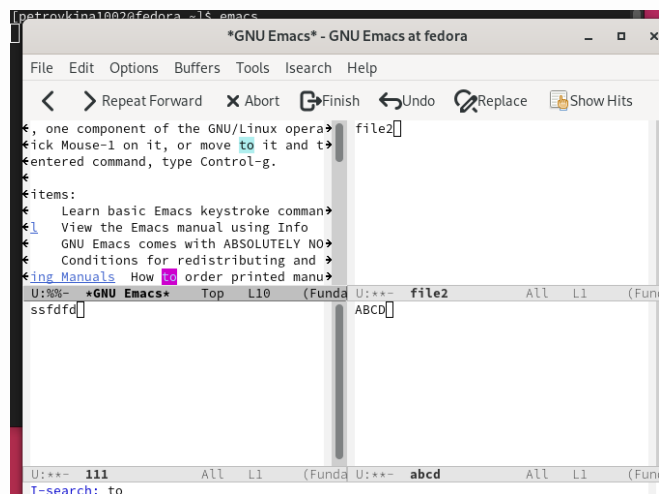 [petrovkina1002@fedora ~]$ emacs
*GNU Emacs* - GNU Emacs at fedora
File Edit Options Buffers Tools Isearch Help
Repeat Forward Abort Finish Undo Replace Show Hits
, one component of the GNU/Linux opera
ick Mouse-1 on it, or move to it and t
entered command, type Control-g.
items:
Learn basic Emacs keystroke comman
l View the Emacs manual using Info
GNU Emacs comes with ABSOLUTELY NO
Conditions for redistributing and
ing Manuals How to order printed manu
U:%%- *GNU Emacs* Top L10 (Funda
file2
U:**- file2 All L1 (Fun
ssfdfd
U:**- 111 All L1 (Funda
ABCD
U:**- abcd All L1 (Fun
I-search: to